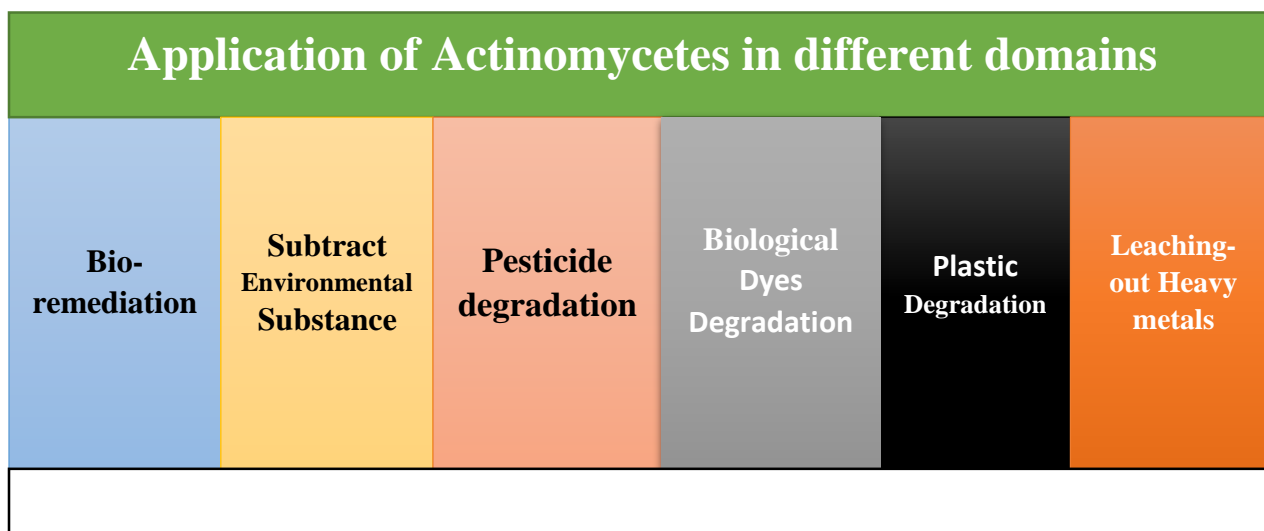 Application of Actinomycetes in different domains
Bio-
remediation
Subtract
Environmental
Substance
Pesticide
degradation
Biological
Dyes
Degradation
Plastic
Degradation
Leaching-
out Heavy
metals